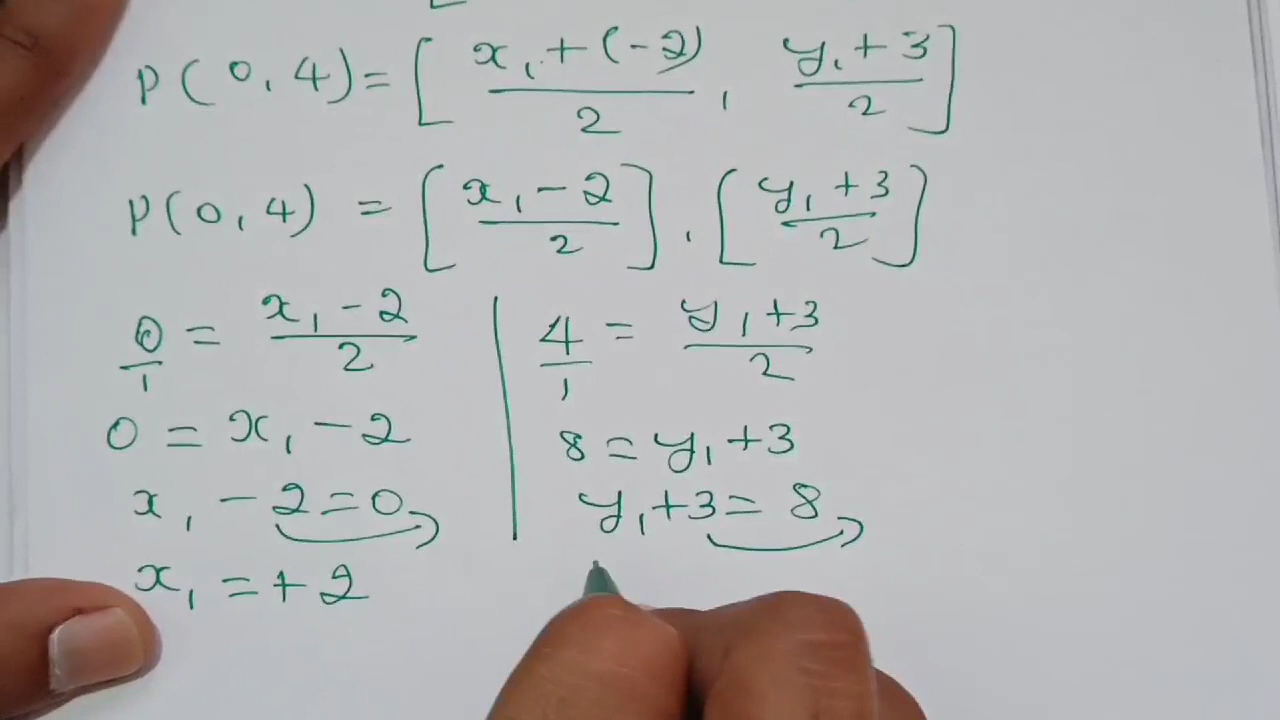 P(0, 4) = [ x₁ + (-2) / 2 , y₁ + 3 / 2 ]
P(0, 4) = [ x₁ - 2 / 2 ] , [ y₁ + 3 / 2 ]
0/1 = x₁ - 2 / 2
0 = x₁ - 2
x₁ - 2 = 0
x₁ = + 2
4/1 = y₁ + 3 / 2
8 = y₁ + 3
y₁ + 3 = 8